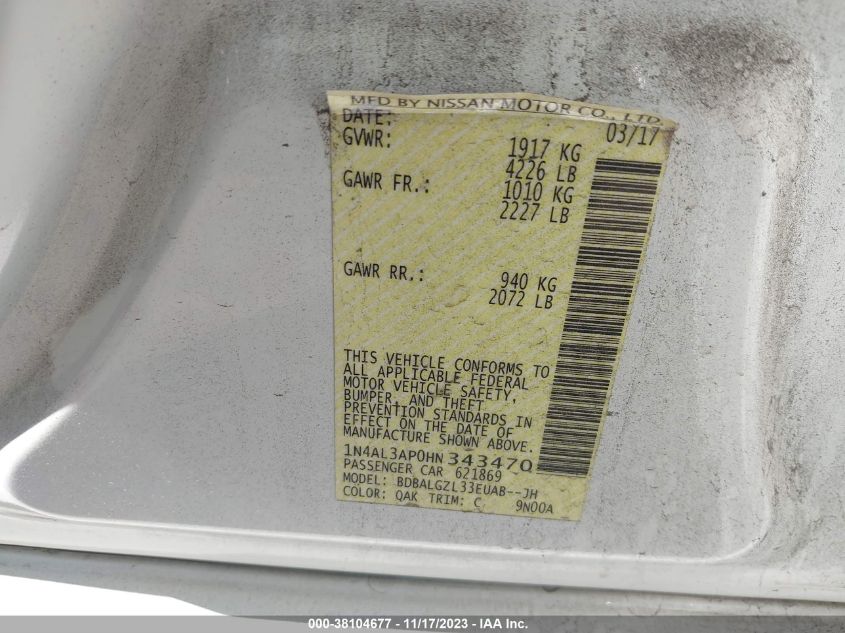 MFD BY NISSAN MOTOR CO., LTD.
DATE: 03/17
GVWR: 1917 KG
4226 LB
GAWR FR.: 1010 KG
2227 LB
GAWR RR.: 940 KG
2072 LB
THIS VEHICLE CONFORMS TO
ALL APPLICABLE FEDERAL
MOTOR VEHICLE SAFETY,
BUMPER, AND THEFT
PREVENTION STANDARDS IN
EFFECT ON THE DATE OF
MANUFACTURE SHOWN ABOVE.
1N4AL3AP0HN 343470
PASSENGER CAR 621869
MODEL: BDBALGZL33EUAB--JH
COLOR: QAK TRIM: C 9N00A
000-38104677 - 11/17/2023 - IAA Inc.